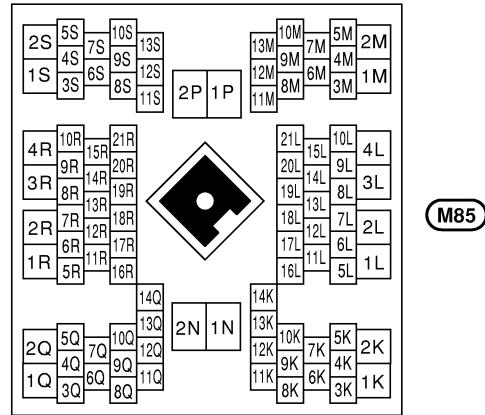 2S 5S 7S 10S 13S 13M 10M 7M 5M 2M
1S 4S 6S 9S 12S 12M 9M 6M 4M 1M
3S 8S 11S 2P 1P 11M 8M 3M
4R 10R 15R 21R 21L 15L 10L 4L
3R 9R 14R 20R 20L 14L 9L 3L
8R 13R 19R 19L 13L 8L
2R 7R 12R 18R 18L 12L 7L 2L M85
1R 6R 11R 17R 17L 11L 6L 1L
5R 16R 16L 5L
14Q 14K
13Q 2N 1N 13K
2Q 5Q 7Q 10Q 12Q 12K 10K 7K 5K 2K
1Q 4Q 6Q 9Q 11Q 11K 9K 6K 4K 1K
3Q 8Q 8K 3K